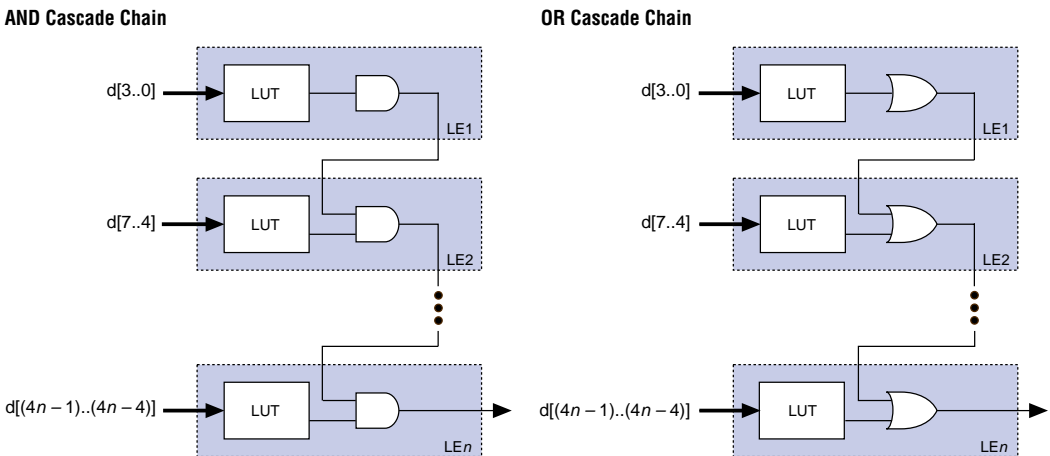 AND Cascade Chain
d[3..0]
LUT
LE1
d[7..4]
LUT
LE2
d[(4n – 1)..(4n – 4)]
LUT
LEn
OR Cascade Chain
d[3..0]
LUT
LE1
d[7..4]
LUT
LE2
d[(4n – 1)..(4n – 4)]
LUT
LEn